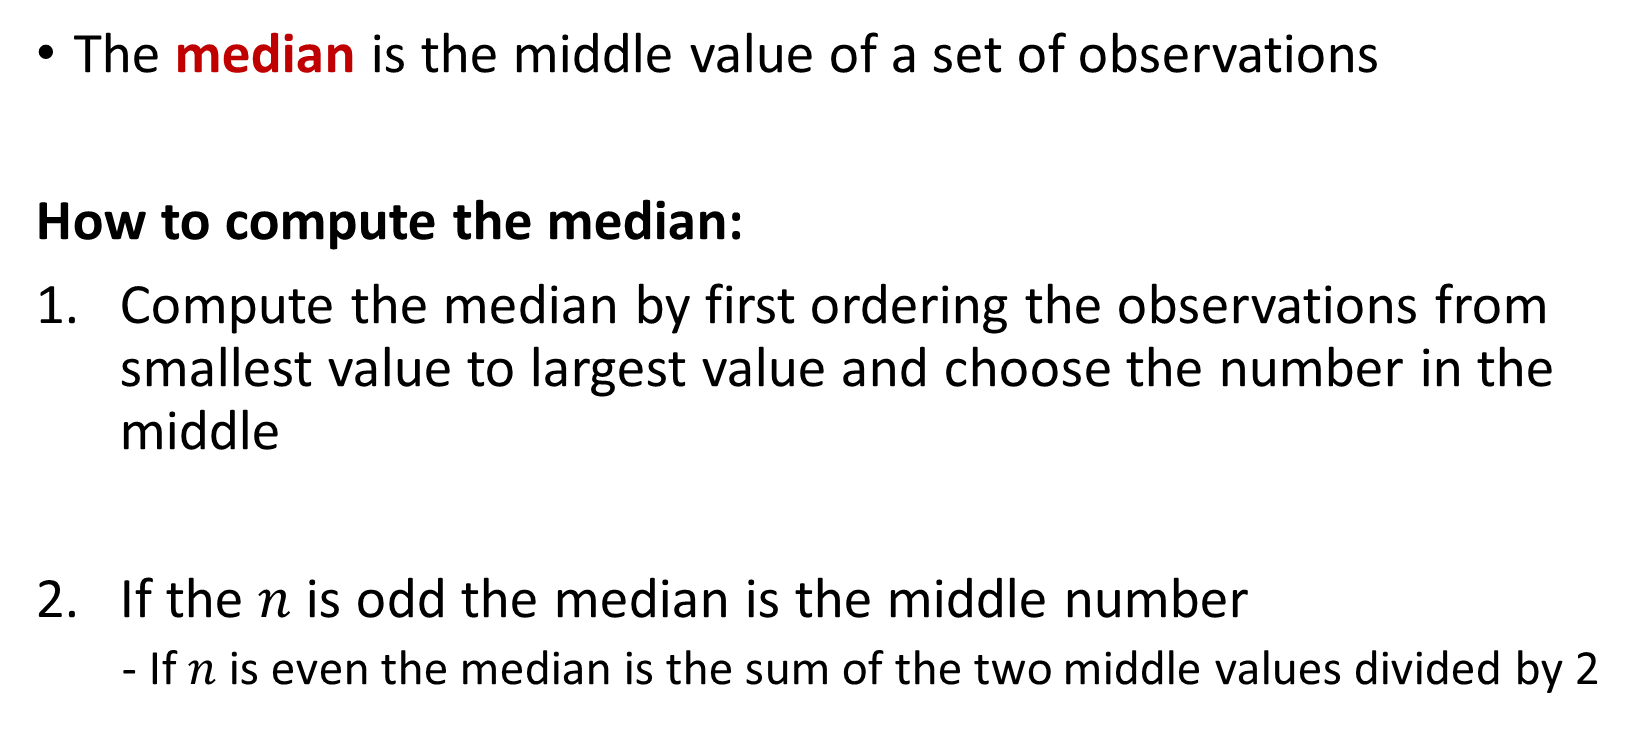 • The median is the middle value of a set of observations
How to compute the median:
1. Compute the median by first ordering the observations from
smallest value to largest value and choose the number in the
middle
2. If the n is odd the median is the middle number
- If n is even the median is the sum of the two middle values divided by 2